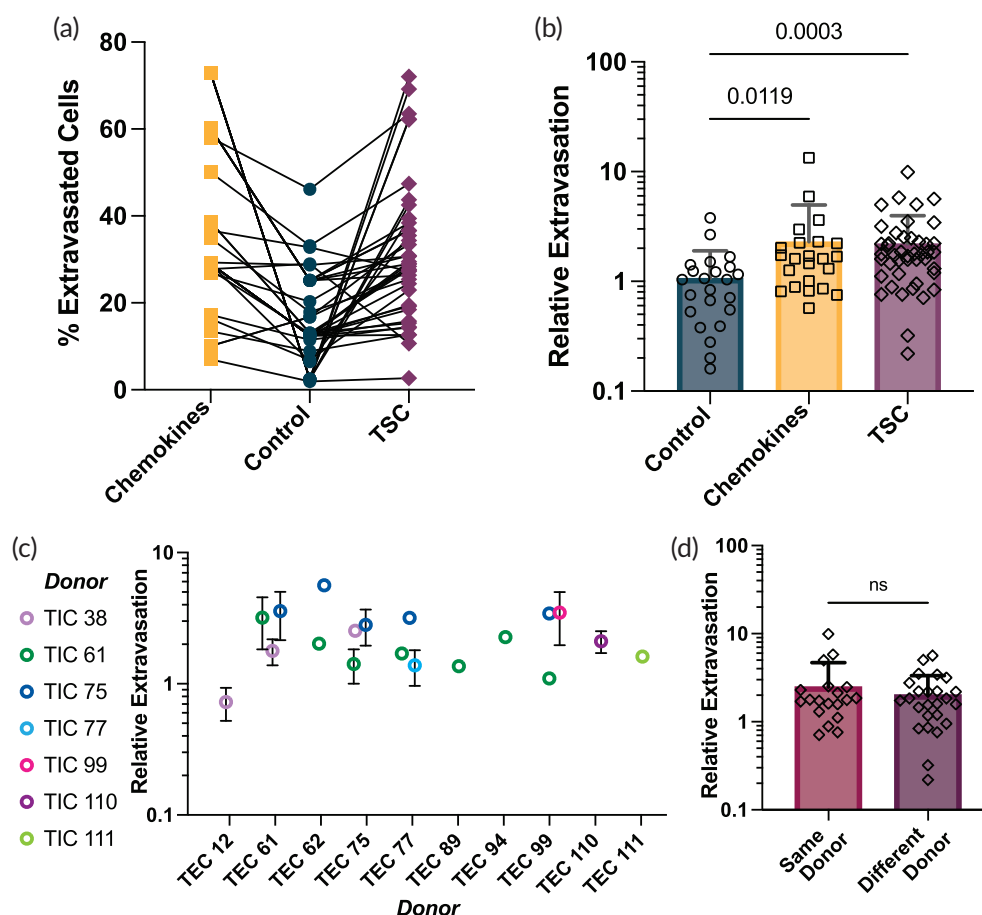 (a)
80
60
40
20
0
% Extravasated Cells
Chemokines
Control
TSC
(b)
0.0003
0.0119
100
10
1
0.1
Relative Extravasation
Control
Chemokines
TSC
(c)
Donor
TIC 38
TIC 61
TIC 75
TIC 77
TIC 99
TIC 110
TIC 111
10
1
0.1
Relative Extravasation
TEC 12
TEC 61
TEC 62
TEC 75
TEC 77
TEC 89
TEC 94
TEC 99
TEC 110
TEC 111
Donor
(d)
ns
100
10
1
0.1
Relative Extravasation
Same
Donor
Different
Donor